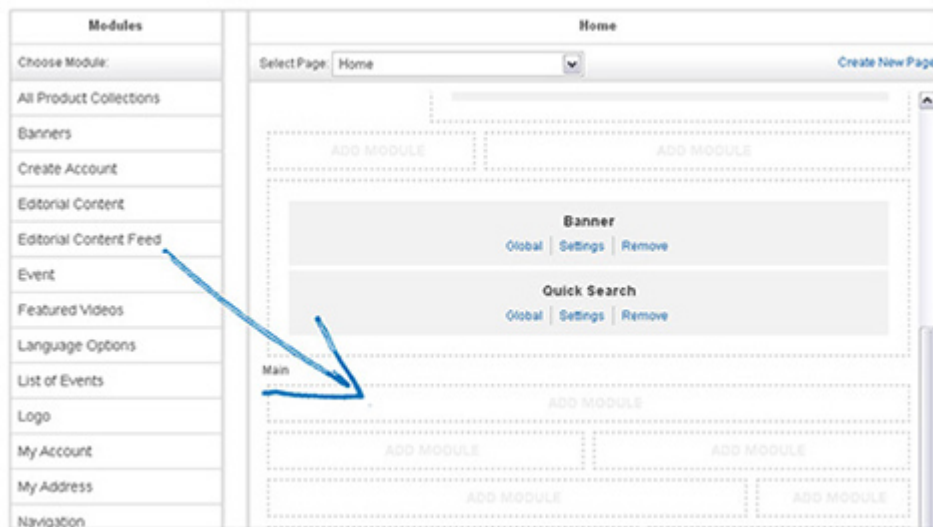 Modules
Choose Module:
All Product Collections
Banners
Create Account
Editorial Content
Editorial Content Feed
Event
Featured Videos
Language Options
List of Events
Logo
My Account
My Address
Navigation
Home
Select Page: Home
Create New Page
ADD MODULE ADD MODULE
Banner
Global Settings Remove
Quick Search
Global Settings Remove
Main
ADD MODULE
ADD MODULE ADD MODULE
ADD MODULE ADD MODULE